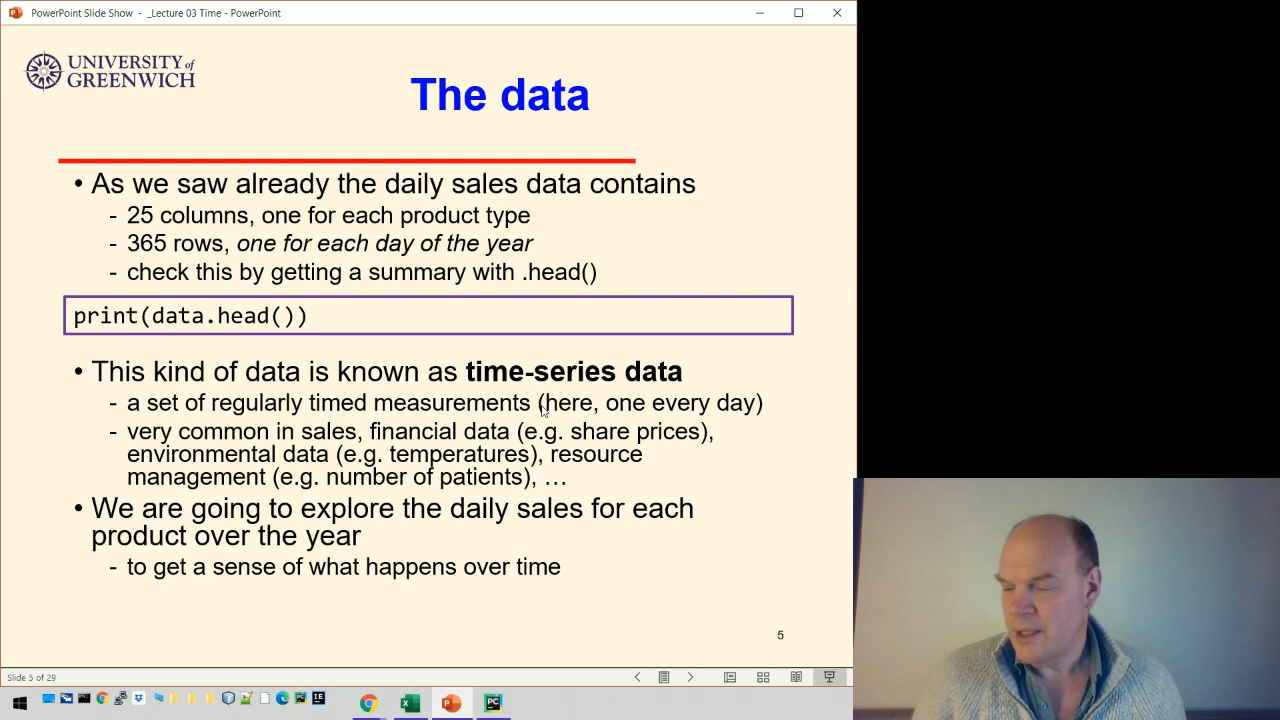 PowerPoint Slide Show - _Lecture 03 Time - PowerPoint
UNIVERSITY of
GREENWICH
The data
• As we saw already the daily sales data contains
- 25 columns, one for each product type
- 365 rows, one for each day of the year
- check this by getting a summary with .head()
print(data.head())
• This kind of data is known as time-series data
- a set of regularly timed measurements (here, one every day)
- very common in sales, financial data (e.g. share prices),
environmental data (e.g. temperatures), resource
management (e.g. number of patients), …
• We are going to explore the daily sales for each
product over the year
- to get a sense of what happens over time
5
Slide 5 of 29